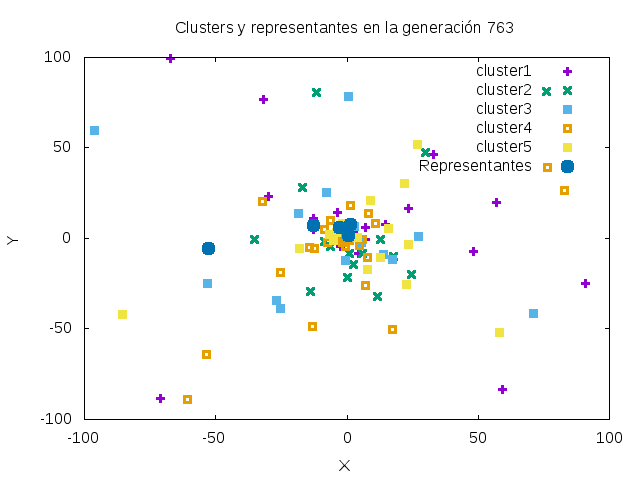 Clusters y representantes en la generación 763
100
50
0
-50
-100
-100
-50
0
50
100
Y
X
cluster1
cluster2
cluster3
cluster4
cluster5
Representantes